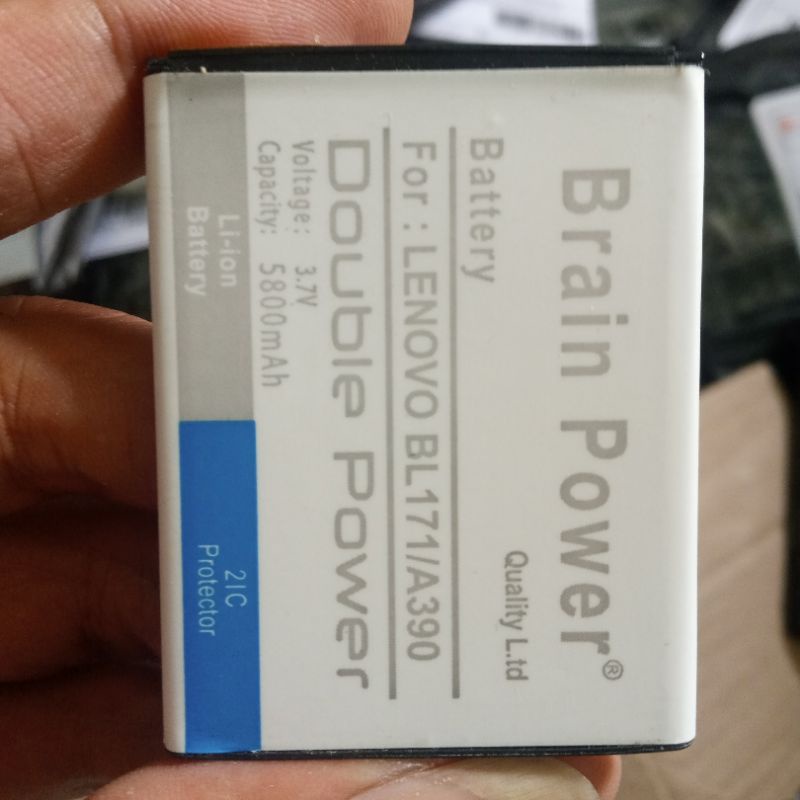 Brain Power®
Quality L.td
Battery
For : LENOVO BL171/A390
Double Power
Voltage: 3.7V
Capacity: 5800mAh
Li-ion
Battery
2IC
Protector